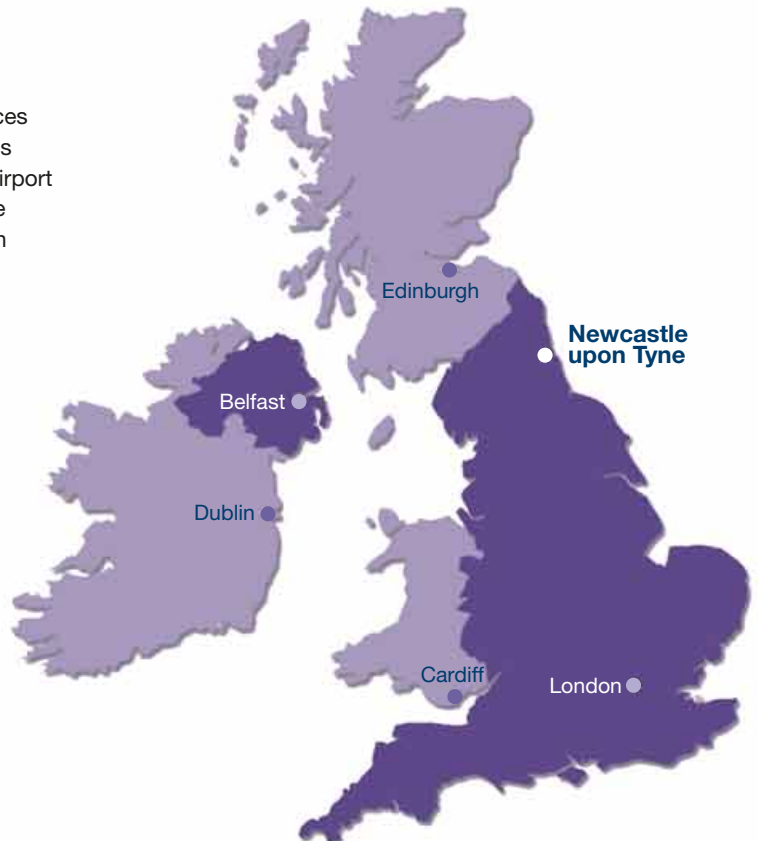 Edinburgh
Newcastle
upon Tyne
Belfast
Dublin
Cardiff
London